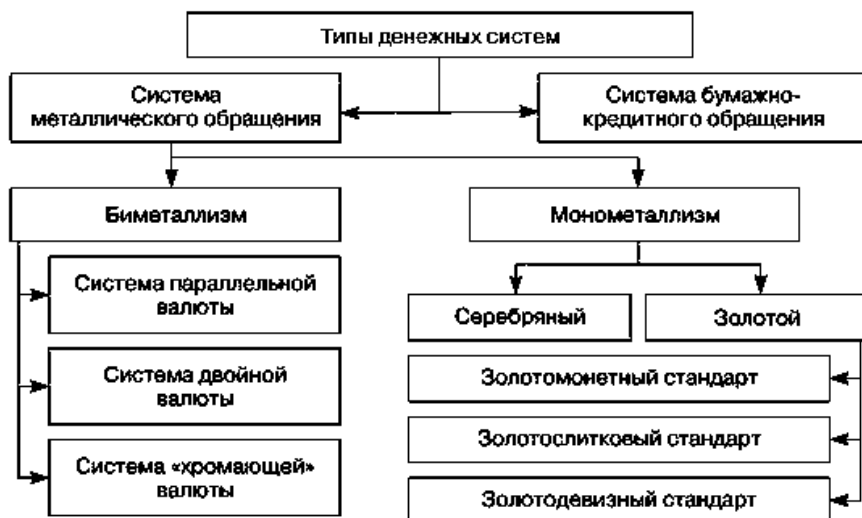 Типы денежных систем
Система
металлического обращения
Система бумажно-
кредитного обращения
Биметаллизм
Монометаллизм
Система параллельной
валюты
Серебряный
Золотой
Система двойной
валюты
Золотомонетный стандарт
Золотослитковый стандарт
Система «хромающей»
валюты
Золотодевизный стандарт